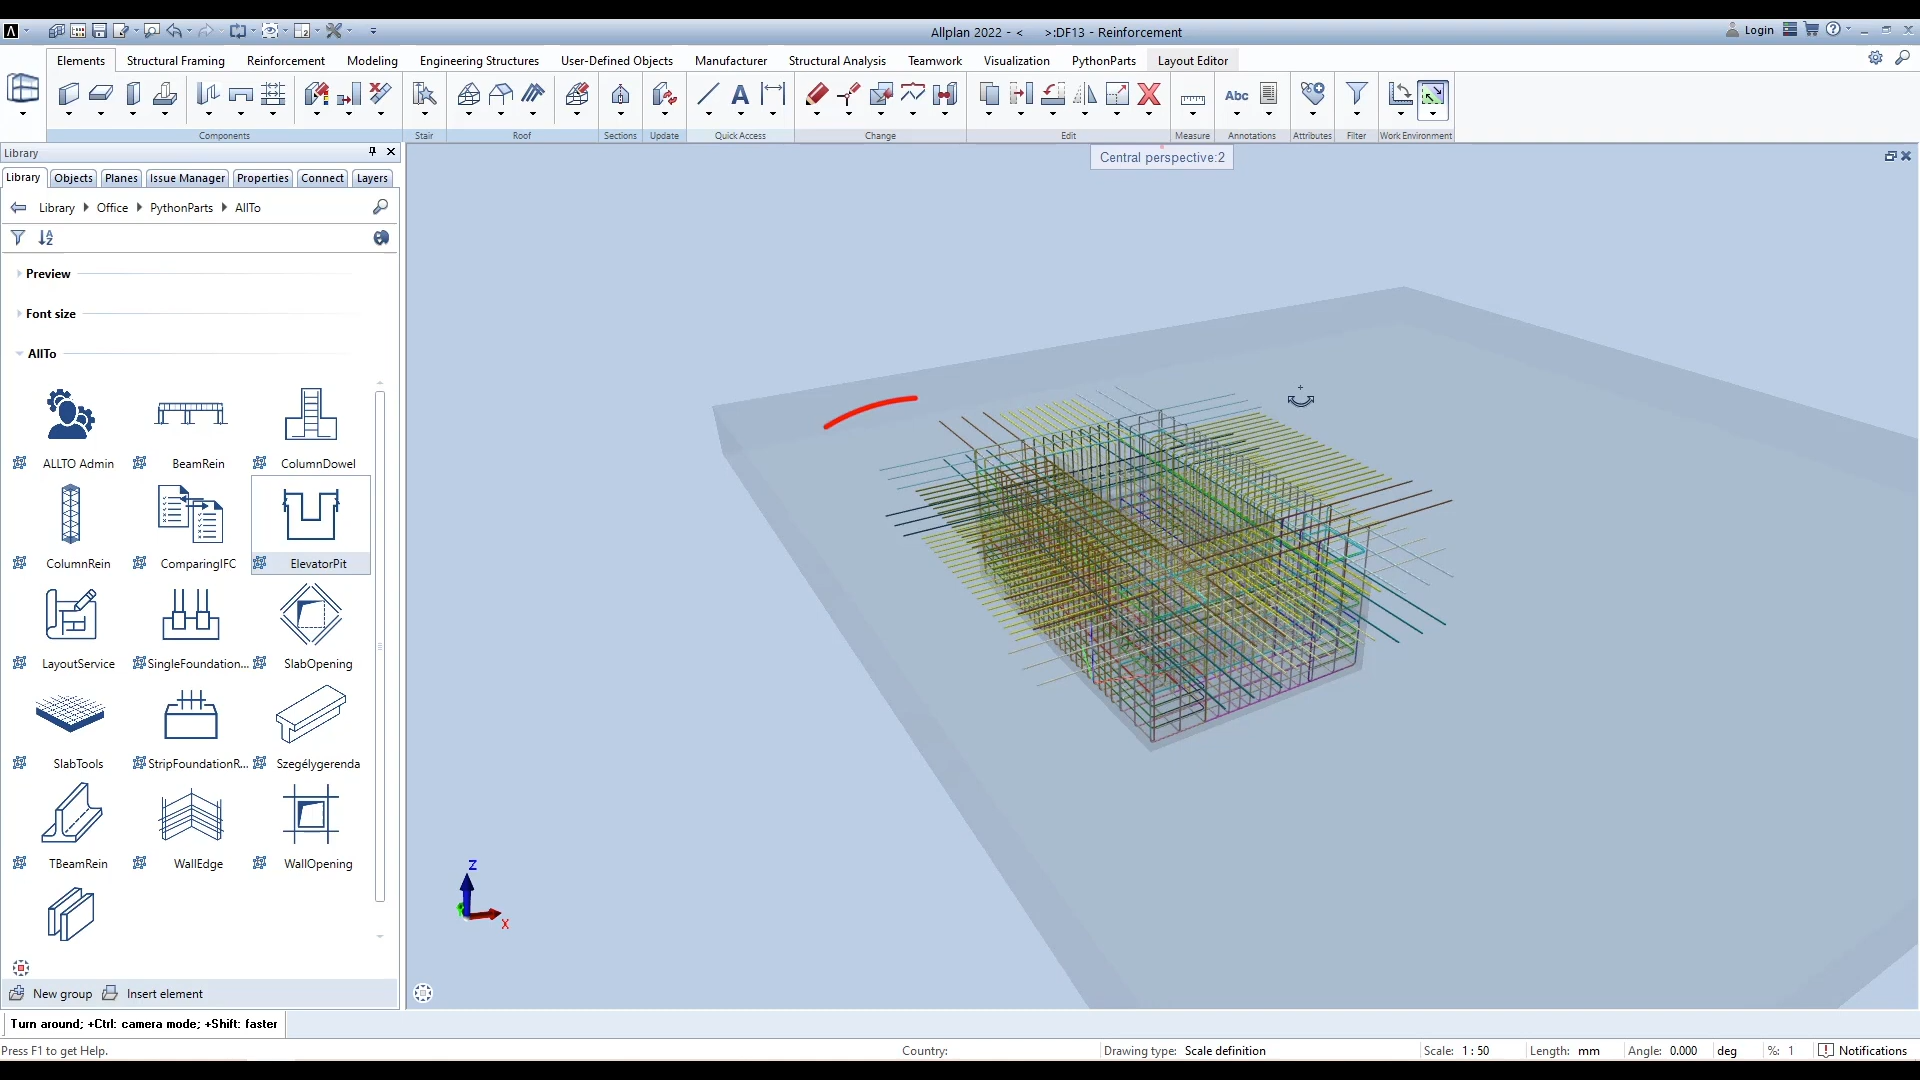 Allplan 2022 - <      >:DF13 - Reinforcement
Login
Elements
Structural Framing
Reinforcement
Modeling
Engineering Structures
User-Defined Objects
Manufacturer
Structural Analysis
Teamwork
Visualization
PythonParts
Layout Editor
Abc
Components
Stair
Roof
Sections
Update
Quick Access
Change
Edit
Measure
Annotations
Attributes
Filter
Work Environment
Library
Library
Objects
Planes
Issue Manager
Properties
Connect
Layers
Library
Office
PythonParts
AllTo
Preview
Font size
AllTo
ALLTO Admin
BeamRein
ColumnDowel
ColumnRein
ComparingIFC
ElevatorPit
LayoutService
SingleFoundation...
SlabOpening
SlabTools
StripFoundationR...
Szegélygerenda
TBeamRein
WallEdge
WallOpening
New group
Insert element
Central perspective:2
Z
X
Turn around; +Ctrl: camera mode; +Shift: faster
Press F1 to get Help.
Country:
Drawing type: Scale definition
Scale: 1 : 50
Length: mm
Angle: 0.000 deg
%: 1
Notifications